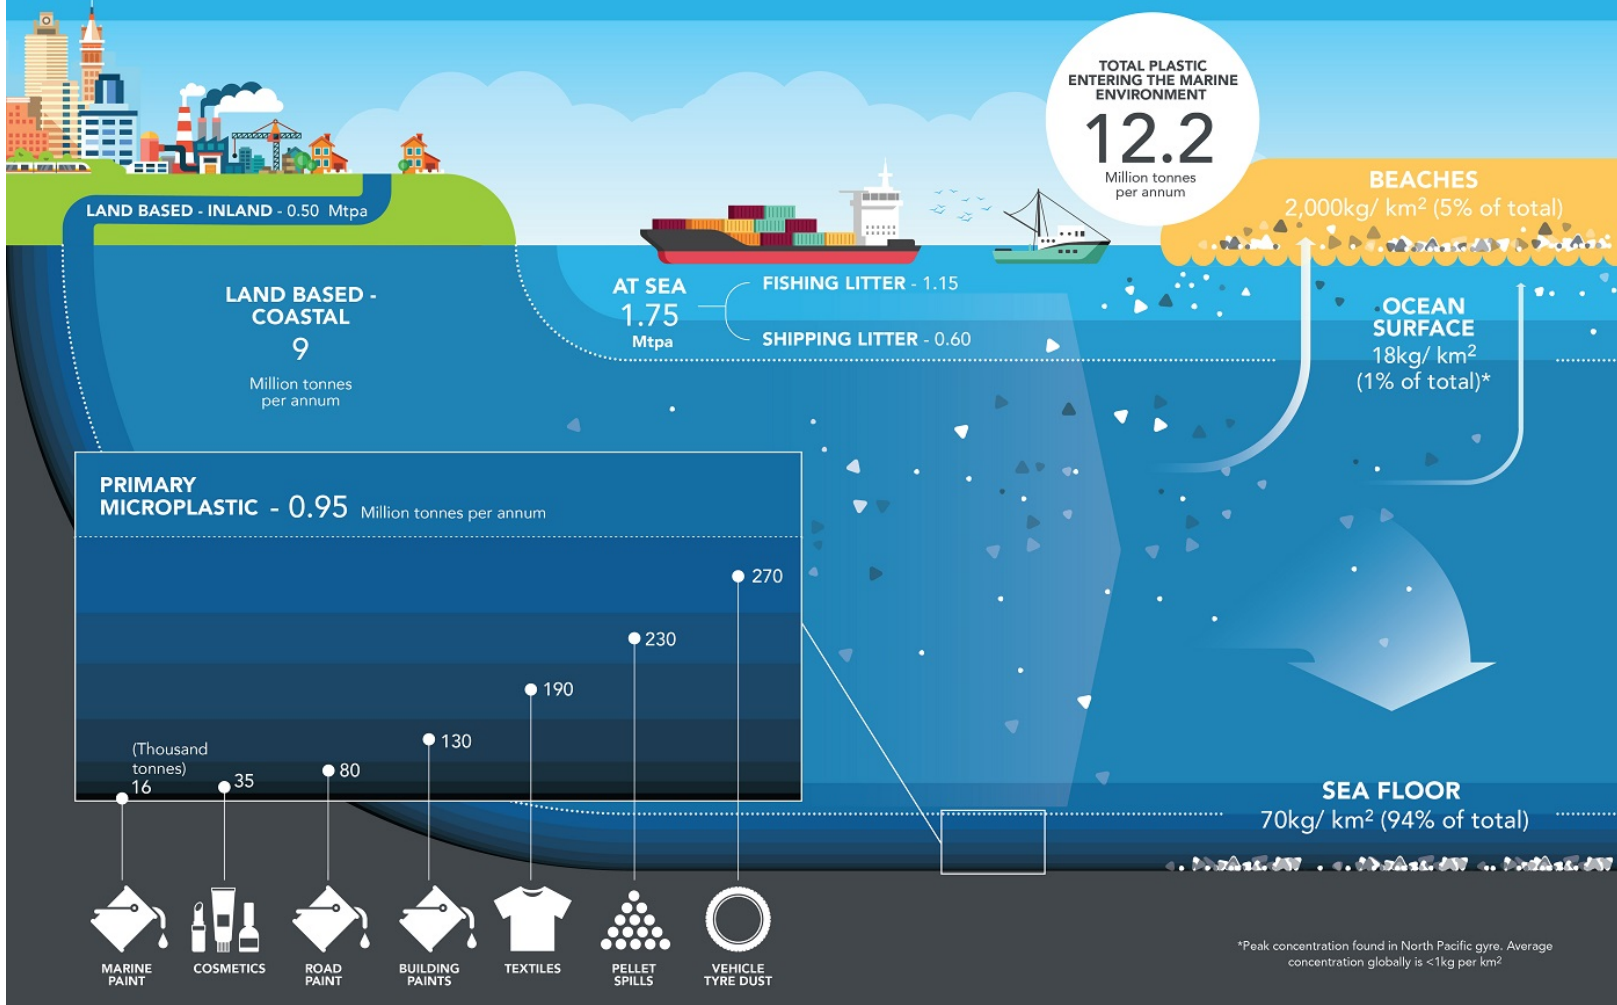 TOTAL PLASTIC
ENTERING THE MARINE
ENVIRONMENT
12.2
Million tonnes
per annum
BEACHES
2,000kg/ km² (5% of total)
LAND BASED - INLAND - 0.50 Mtpa
LAND BASED -
COASTAL
9
Million tonnes
per annum
AT SEA
1.75
Mtpa
FISHING LITTER - 1.15
SHIPPING LITTER - 0.60
OCEAN
SURFACE
18kg/ km²
(1% of total)*
PRIMARY
MICROPLASTIC - 0.95 Million tonnes per annum
(Thousand
tonnes)
16
35
80
130
190
230
270
SEA FLOOR
70kg/ km² (94% of total)
MARINE
PAINT
COSMETICS
ROAD
PAINT
BUILDING
PAINTS
TEXTILES
PELLET
SPILLS
VEHICLE
TYRE DUST
*Peak concentration found in North Pacific gyre. Average
concentration globally is <1kg per km²